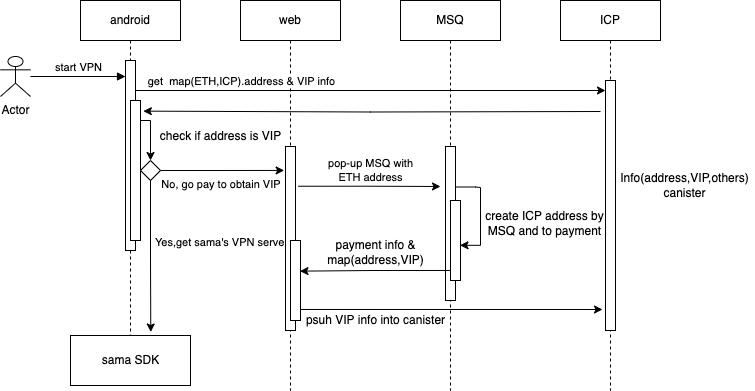 android
web
MSQ
ICP
start VPN
Actor
get  map(ETH,ICP).address & VIP info
check if address is VIP
No, go pay to obtain VIP
pop-up MSQ with
ETH address
Info(address,VIP,others)
canister
create ICP address by
MSQ and to payment
Yes,get sama's VPN serve
payment info &
map(address,VIP)
psuh VIP info into canister
sama SDK